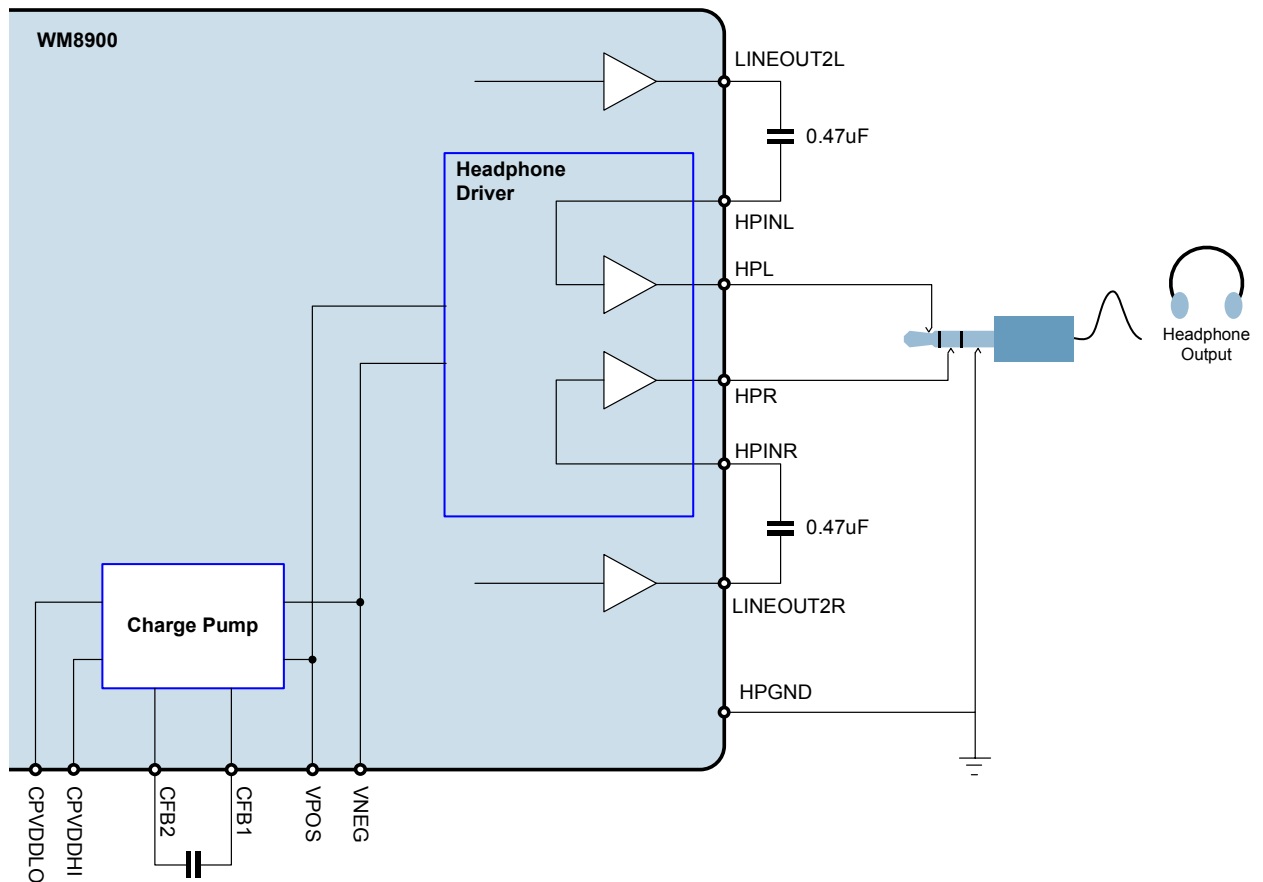 WM8900
LINEOUT2L
0.47uF
Headphone
Driver
HPINL
HPL
Headphone
Output
HPR
HPINR
0.47uF
LINEOUT2R
Charge Pump
HPGND
CPVDDLO
CPVDDHI
CFB2
CFB1
VPOS
VNEG